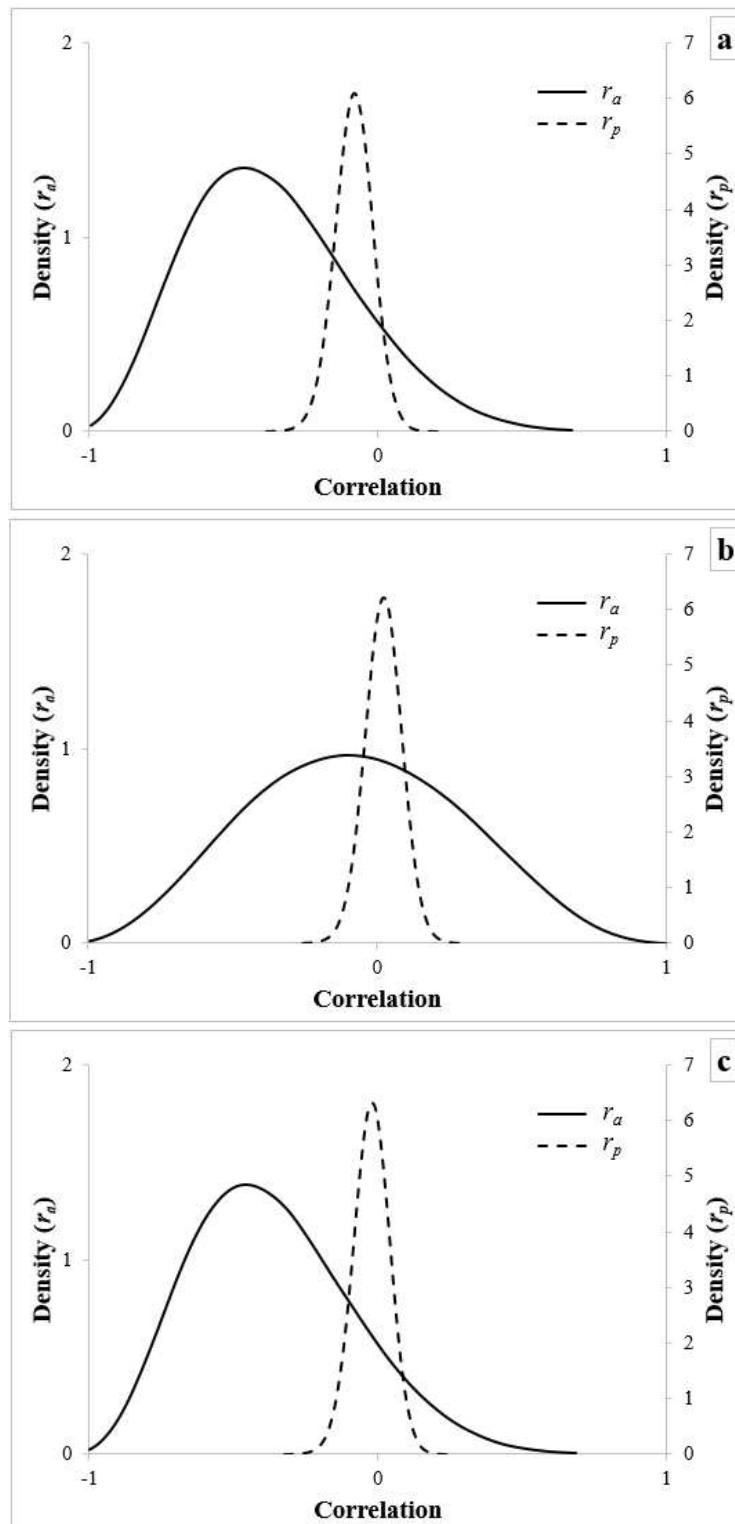 a
2
7
r_a
r_p
6
5
1
4
3
2
1
0
0
-1
0
1
Density (r_a)
Density (r_p)
Correlation
b
2
7
r_a
r_p
6
5
1
4
3
2
1
0
0
-1
0
1
Density (r_a)
Density (r_p)
Correlation
c
2
7
r_a
r_p
6
5
1
4
3
2
1
0
0
-1
0
1
Density (r_a)
Density (r_p)
Correlation